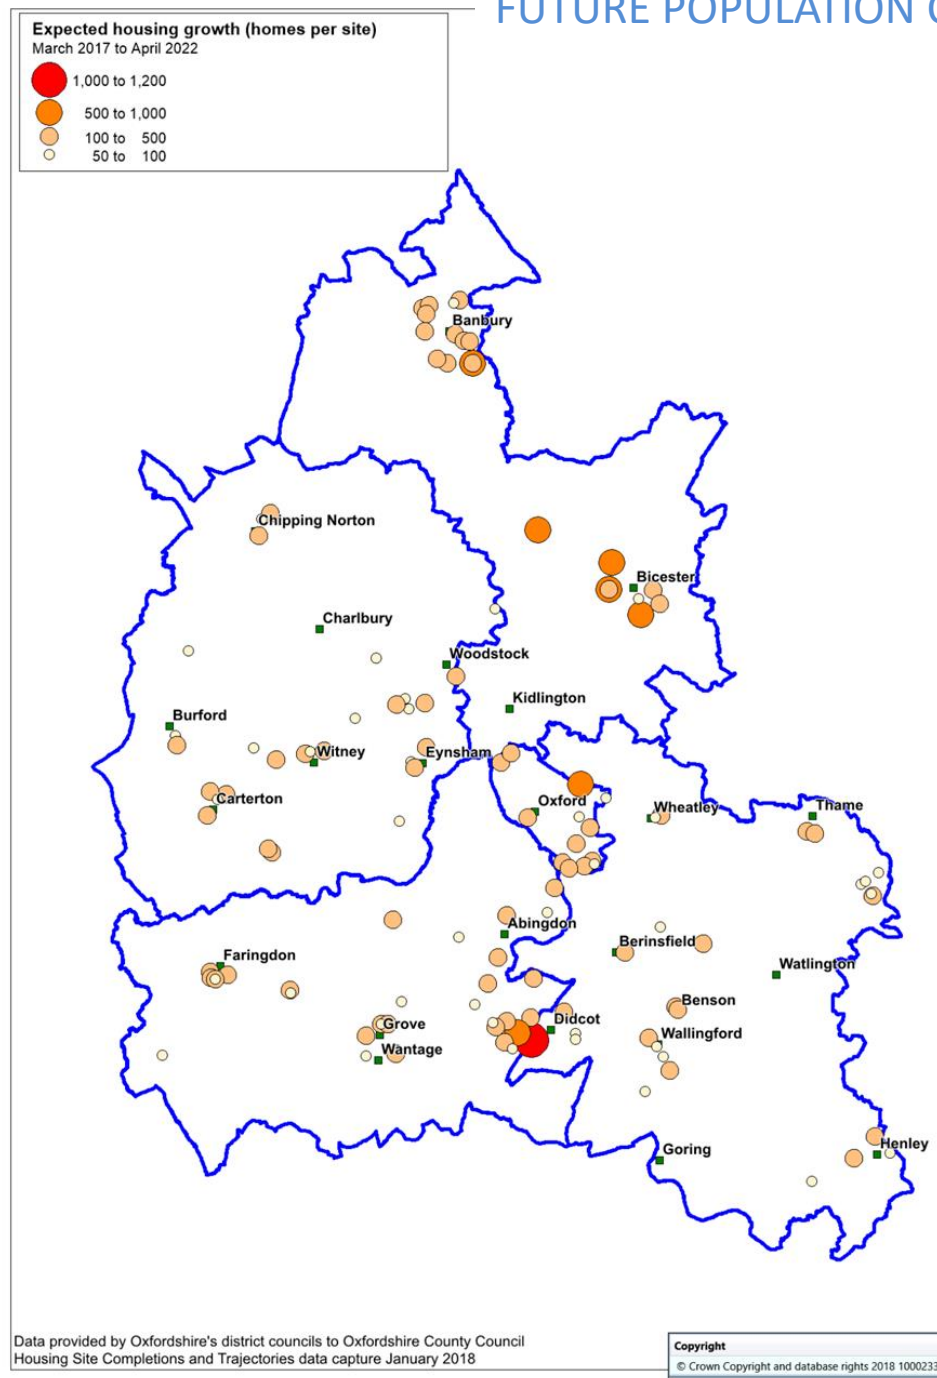 FUTURE POPULATION
Expected housing growth (homes per site)
March 2017 to April 2022
1,000 to 1,200
500 to 1,000
100 to 500
50 to 100
Banbury
Chipping Norton
Bicester
Charlbury
Woodstock
Kidlington
Burford
Witney
Eynsham
Carterton
Oxford
Wheatley
Thame
Abingdon
Berinsfield
Faringdon
Watlington
Benson
Didcot
Grove
Wallingford
Wantage
Goring
Henley
Data provided by Oxfordshire's district councils to Oxfordshire County Council
Housing Site Completions and Trajectories data capture January 2018
Copyright
© Crown Copyright and database rights 2018 1000233